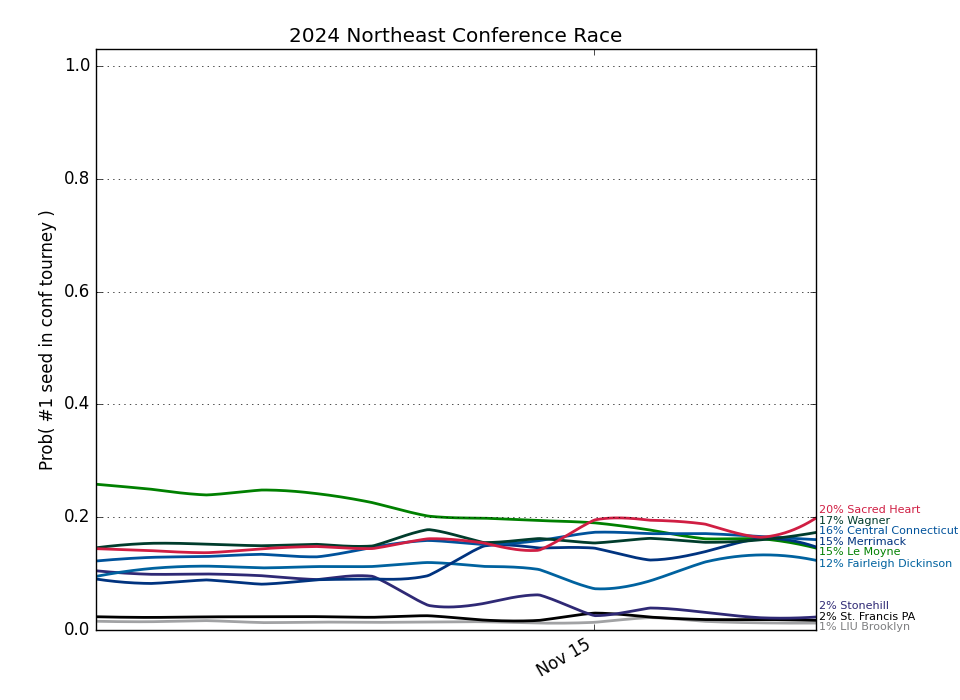 2024 Northeast Conference Race
Prob( #1 seed in conf tourney )
1.0
0.8
0.6
0.4
0.2
0.0
Nov 15
20% Sacred Heart
17% Wagner
16% Central Connecticut
15% Merrimack
15% Le Moyne
12% Fairleigh Dickinson
2% Stonehill
2% St. Francis PA
1% LIU Brooklyn